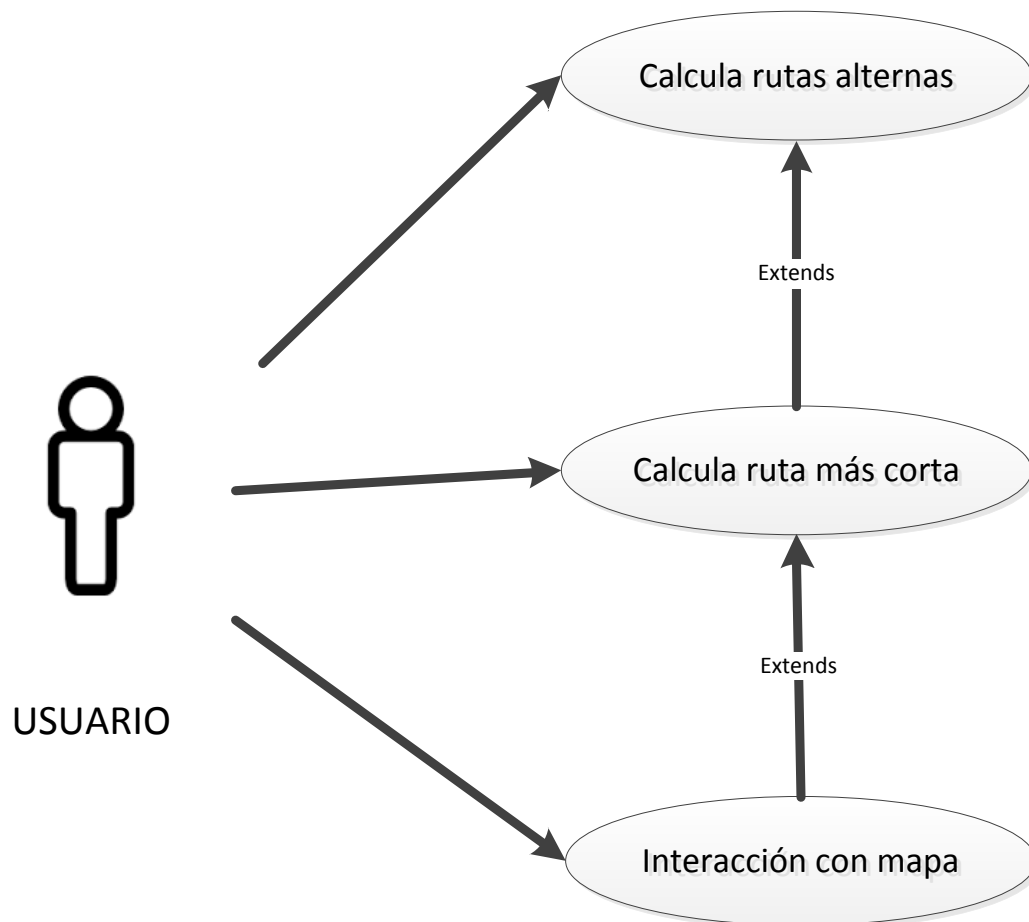 Calcula rutas alternas
Extends
Calcula ruta más corta
Extends
USUARIO
Interacción con mapa